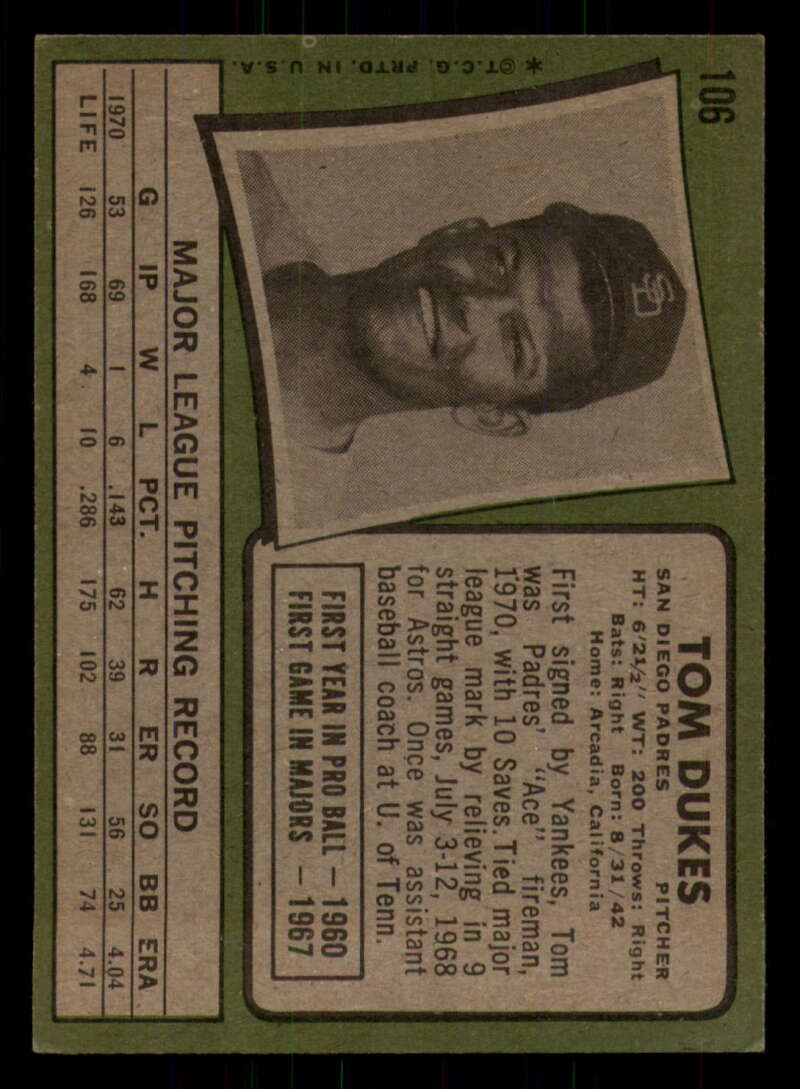 106
* ©T.C.G. PRTD. IN U.S.A.
SD
TOM DUKES
SAN DIEGO PADRES PITCHER
HT: 6'2½" WT: 200 Throws: Right
Bats: Right Born: 8/31/42
Home: Arcadia, California
First signed by Yankees, Tom
was Padres' "Ace" fireman,
1970, with 10 Saves. Tied major
league mark by relieving in 9
straight games, July 3-12, 1968
for Astros. Once was assistant
baseball coach at U. of Tenn.
FIRST YEAR IN PRO BALL — 1960
FIRST GAME IN MAJORS — 1967
MAJOR LEAGUE PITCHING RECORD
G IP W L PCT. H R ER SO BB ERA
1970 53 69 1 6 .143 62 39 31 56 25 4.04
LIFE 126 168 4 10 .286 175 102 88 131 74 4.71